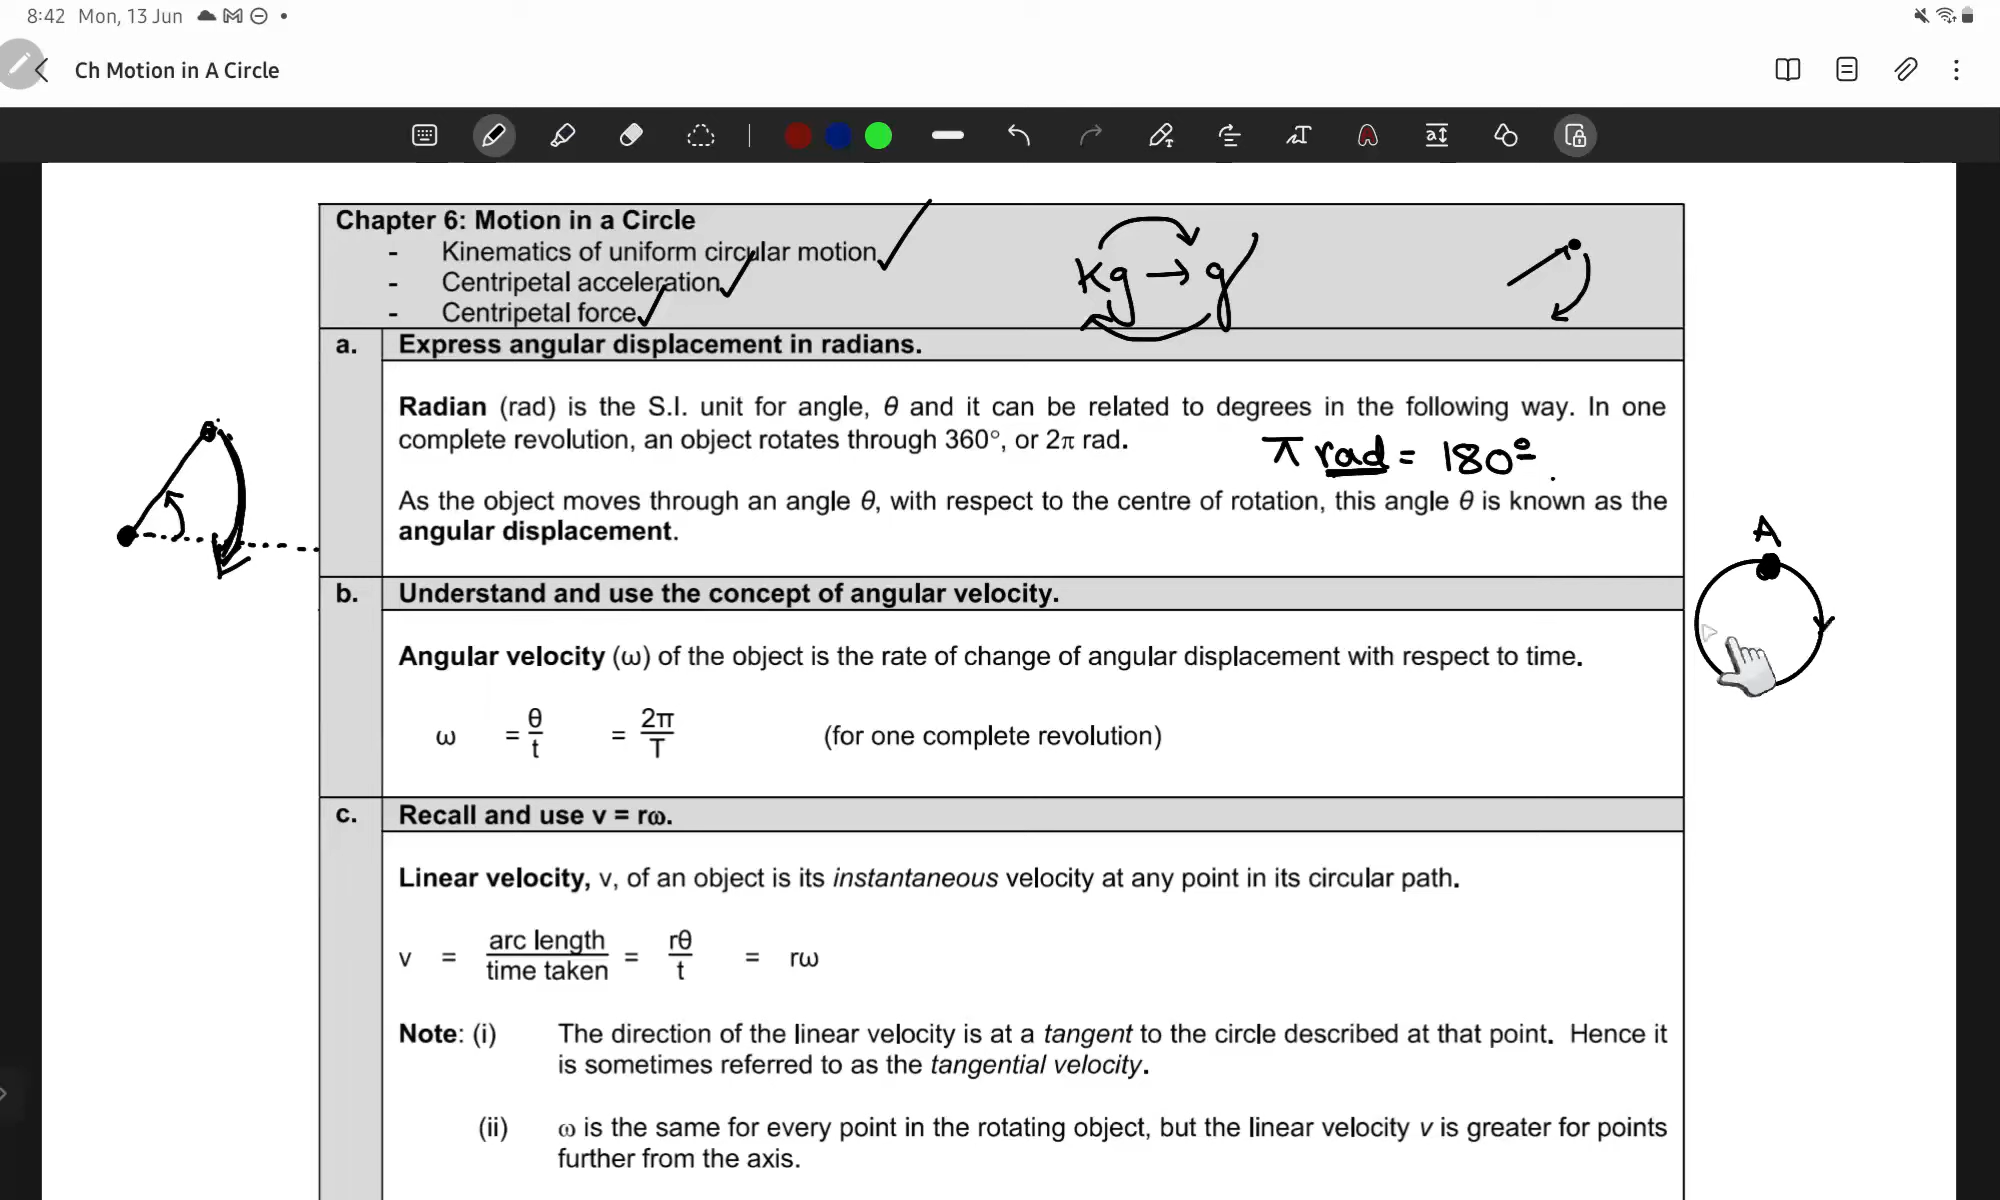 8:42 Mon, 13 Jun
Ch Motion in A Circle
Chapter 6: Motion in a Circle
- Kinematics of uniform circular motion
- Centripetal acceleration
- Centripetal force
kg → g
a. Express angular displacement in radians.
Radian (rad) is the S.I. unit for angle, θ and it can be related to degrees in the following way. In one
complete revolution, an object rotates through 360°, or 2π rad.
π rad = 180°
As the object moves through an angle θ, with respect to the centre of rotation, this angle θ is known as the
angular displacement.
A
b. Understand and use the concept of angular velocity.
Angular velocity (ω) of the object is the rate of change of angular displacement with respect to time.
ω = θ/t = 2π/T (for one complete revolution)
c. Recall and use v = rω.
Linear velocity, v, of an object is its instantaneous velocity at any point in its circular path.
v = arc length/time taken = rθ/t = rω
Note: (i) The direction of the linear velocity is at a tangent to the circle described at that point. Hence it
is sometimes referred to as the tangential velocity.
(ii) ω is the same for every point in the rotating object, but the linear velocity v is greater for points
further from the axis.